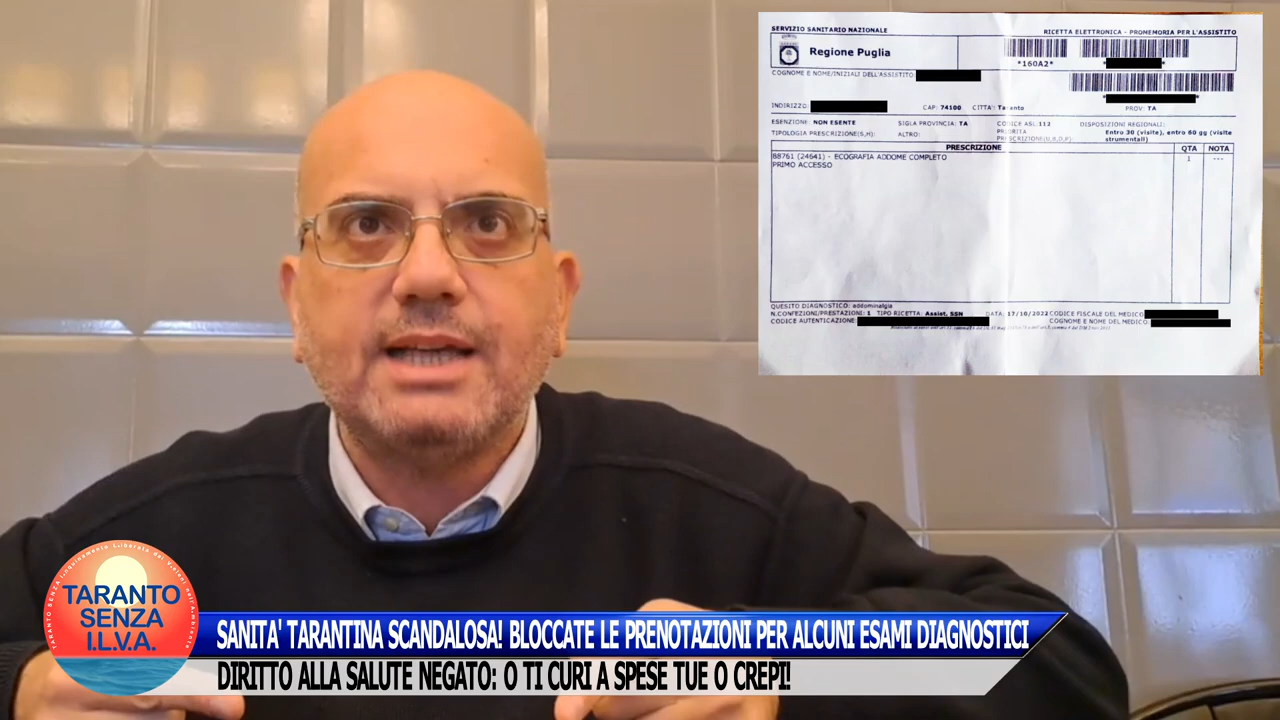 SERVIZIO SANITARIO NAZIONALE
RICETTA ELETTRONICA - PROMEMORIA PER L'ASSISTITO
Regione Puglia
*160A2*
COGNOME E NOME/INIZIALI DELL'ASSISTITO:
INDIRIZZO: CAP: 74100 CITTA': Taranto PROV: TA
ESENZIONE: NON ESENTE SIGLA PROVINCIA: TA CODICE ASL: 112 DISPOSIZIONI REGIONALI:
TIPOLOGIA PRESCRIZIONE(S,H): ALTRO: PRIORITA Entro 30 (visite), entro 60 gg (visite
PRESCRIZIONE(U,B,D,P): strumentali)
PRESCRIZIONE QTA NOTA
88761 (24641) - ECOGRAFIA ADDOME COMPLETO 1 ---
PRIMO ACCESSO
QUESITO DIAGNOSTICO: addominalgia
N.CONFEZIONI/PRESTAZIONI: 1 TIPO RICETTA: Assist. SSN DATA: 17/10/2022 CODICE FISCALE DEL MEDICO:
CODICE AUTENTICAZIONE: COGNOME E NOME DEL MEDICO:
TARANTO
SENZA
I.L.V.A.
SANITA' TARANTINA SCANDALOSA! BLOCCATE LE PRENOTAZIONI PER ALCUNI ESAMI DIAGNOSTICI
DIRITTO ALLA SALUTE NEGATO: O TI CURI A SPESE TUE O CREPI!